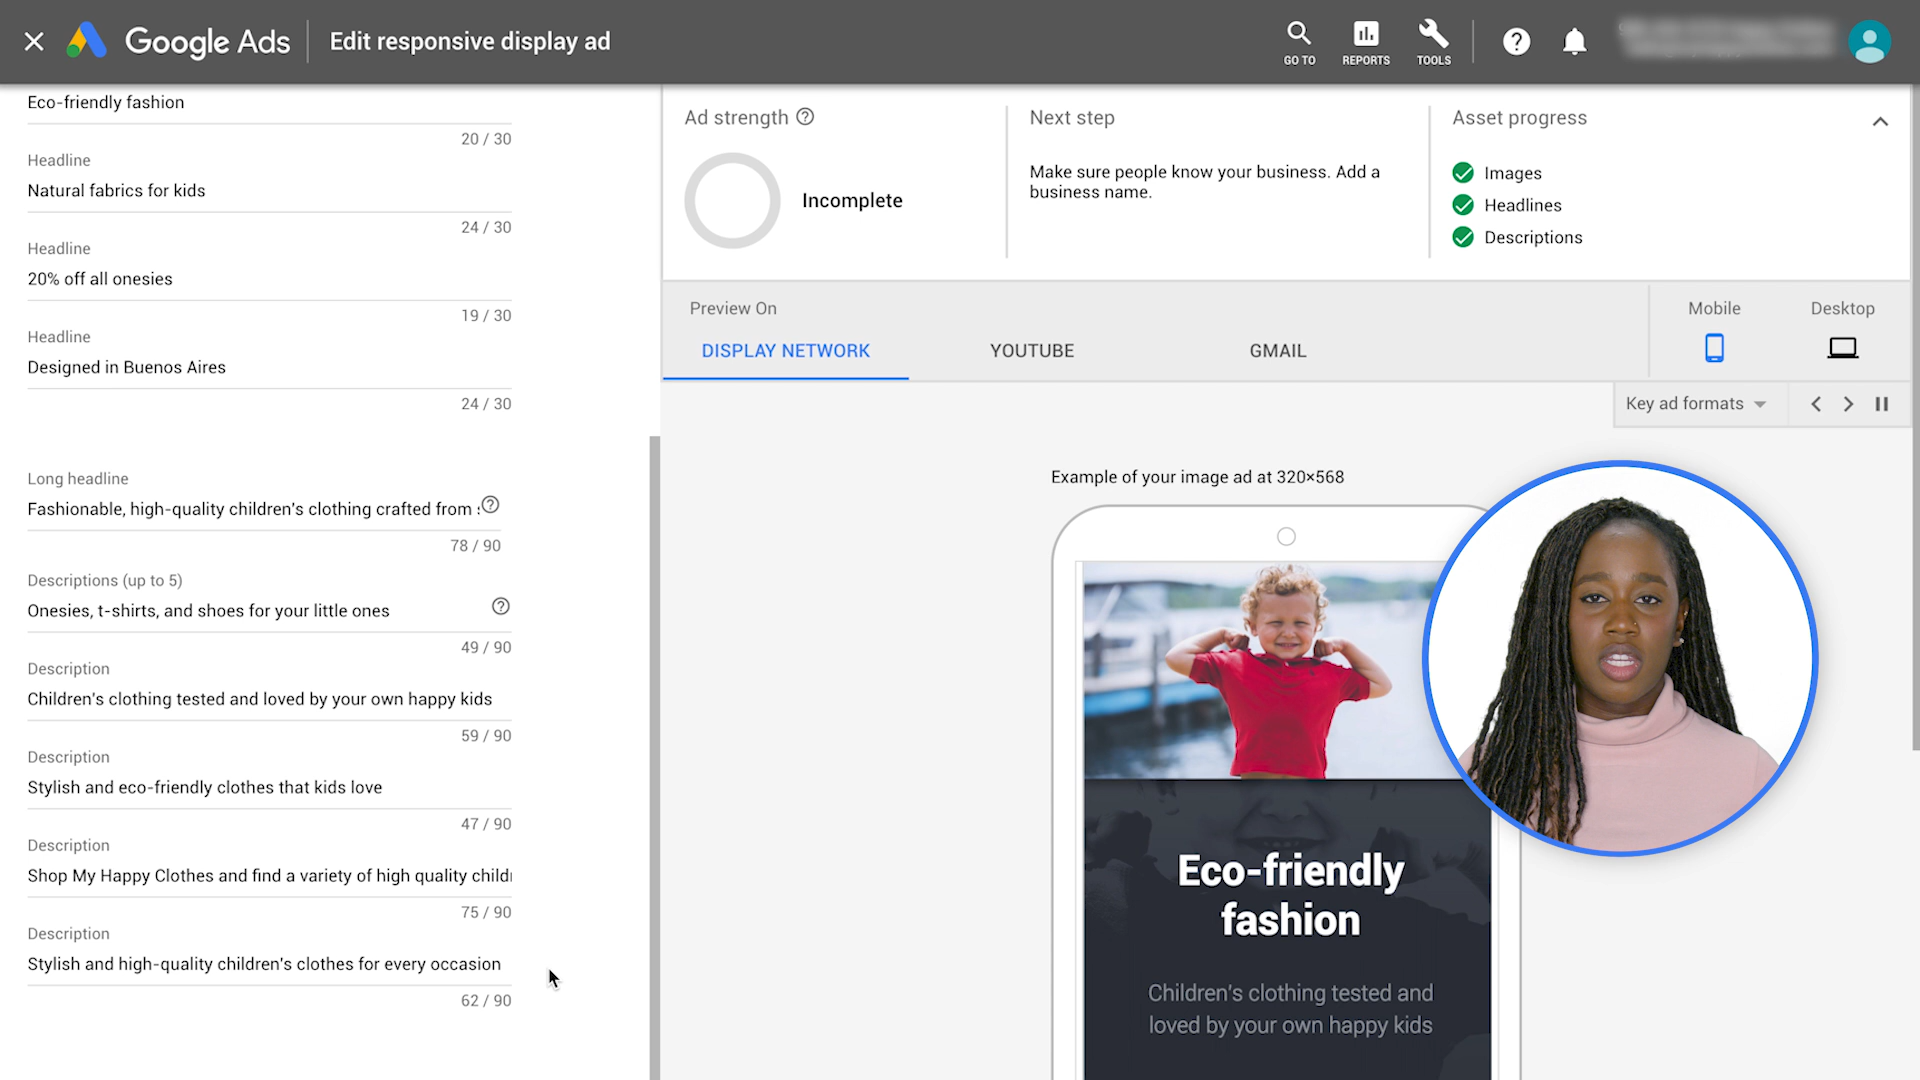 Google Ads
Edit responsive display ad
GO TO
REPORTS
TOOLS
Eco-friendly fashion
20 / 30
Headline
Natural fabrics for kids
24 / 30
Headline
20% off all onesies
19 / 30
Headline
Designed in Buenos Aires
24 / 30
Long headline
Fashionable, high-quality children's clothing crafted from
78 / 90
Descriptions (up to 5)
Onesies, t-shirts, and shoes for your little ones
49 / 90
Description
Children's clothing tested and loved by your own happy kids
59 / 90
Description
Stylish and eco-friendly clothes that kids love
47 / 90
Description
Shop My Happy Clothes and find a variety of high quality child
75 / 90
Description
Stylish and high-quality children's clothes for every occasion
62 / 90
Ad strength
Incomplete
Next step
Make sure people know your business. Add a
business name.
Asset progress
Images
Headlines
Descriptions
Preview On
DISPLAY NETWORK
YOUTUBE
GMAIL
Mobile
Desktop
Key ad formats
Example of your image ad at 320×568
Eco-friendly
fashion
Children's clothing tested and
loved by your own happy kids